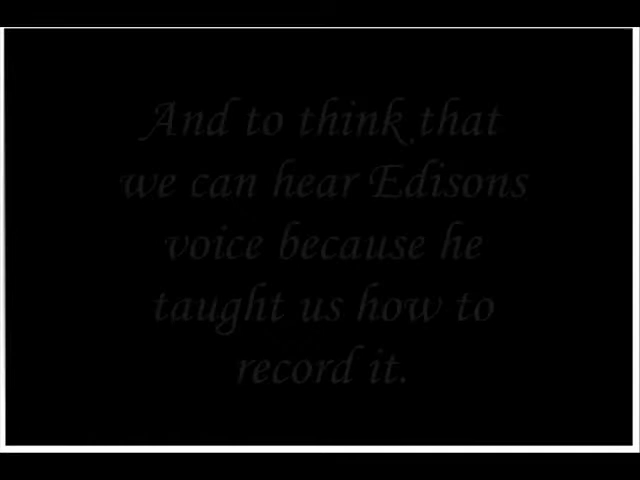 And to think that
we can hear Edisons
voice because he
taught us how to
record it.